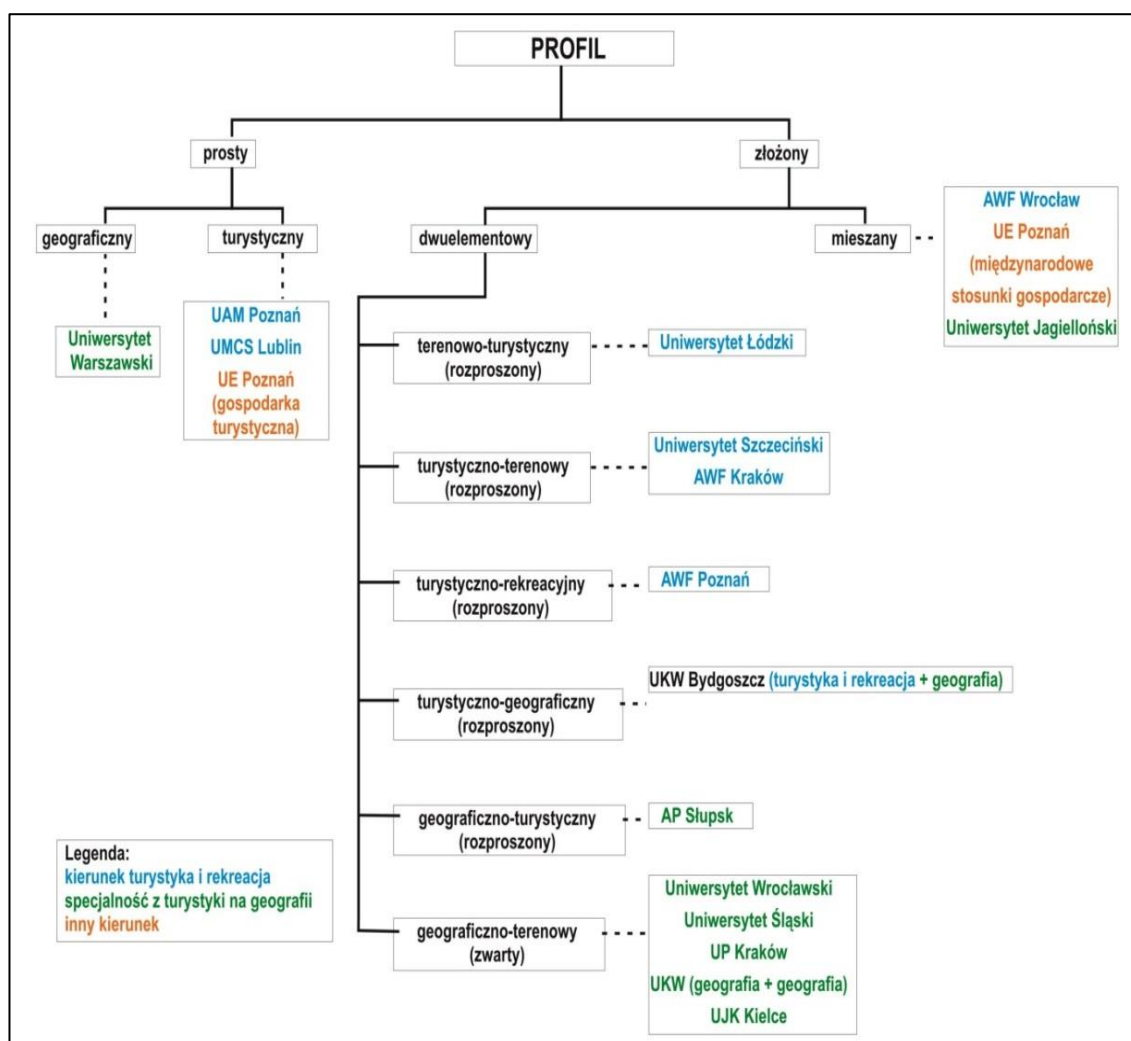 PROFIL
prosty
złożony
geograficzny
turystyczny
dwuelementowy
mieszany
AWF Wrocław
UE Poznań
(międzynarodowe
stosunki gospodarcze)
Uniwersytet Jagielloński
Uniwersytet
Warszawski
UAM Poznań
UMCS Lublin
UE Poznań
(gospodarka
turystyczna)
terenowo-turystyczny
(rozproszony)
Uniwersytet Łódzki
turystyczno-terenowy
(rozproszony)
Uniwersytet Szczeciński
AWF Kraków
turystyczno-rekreacyjny
(rozproszony)
AWF Poznań
turystyczno-geograficzny
(rozproszony)
UKW Bydgoszcz (turystyka i rekreacja + geografia)
geograficzno-turystyczny
(rozproszony)
AP Słupsk
geograficzno-terenowy
(zwarty)
Uniwersytet Wrocławski
Uniwersytet Śląski
UP Kraków
UKW (geografia + geografia)
UJK Kielce
Legenda:
kierunek turystyka i rekreacja
specjalność z turystyki na geografii
inny kierunek